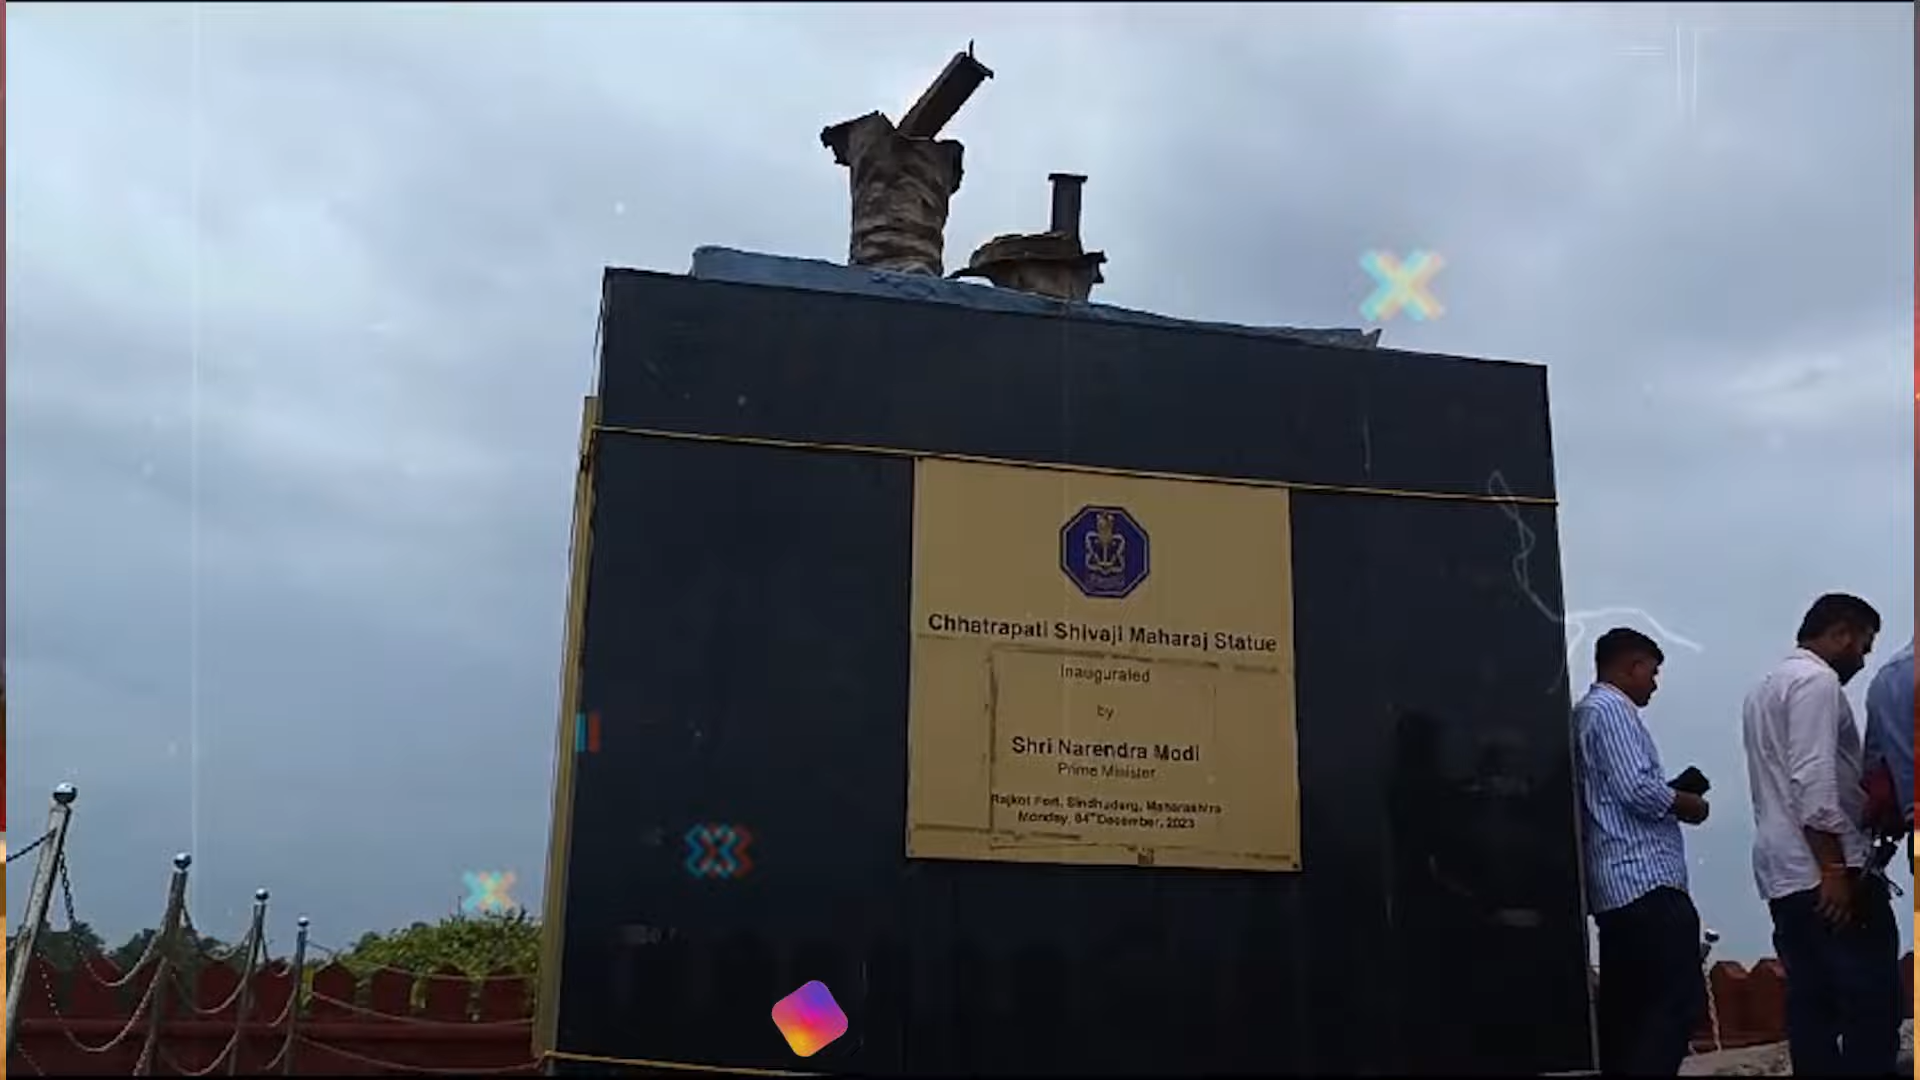 Chhatrapati Shivaji Maharaj Statue
Inaugurated
by
Shri Narendra Modi
Prime Minister
Rajkot Fort, Sindhudurg, Maharashtra
Monday, 04th December, 2023